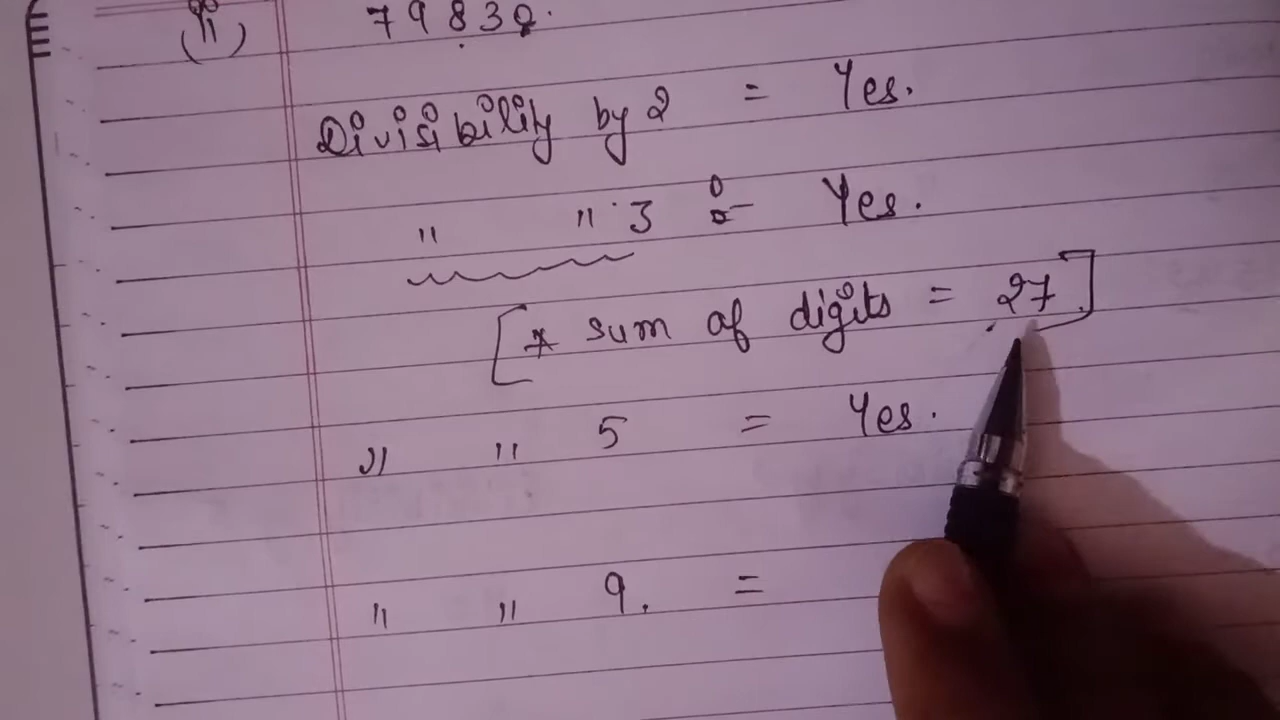 (ii) 79830.
Divisibility by 2 = Yes.
" " 3 :- Yes.
[* sum of digits = 27.]
" " 5 = Yes.
" " 9. =